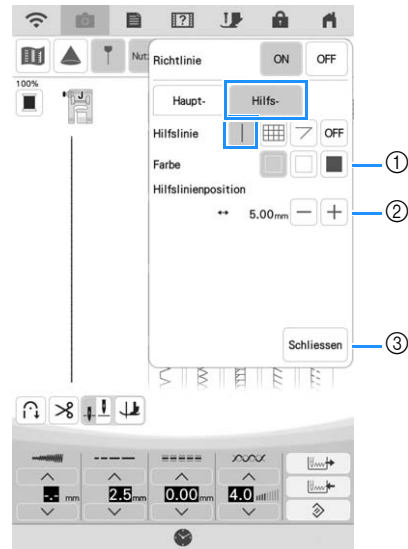 Nut
Richtlinie ON OFF
100%
J
Haupt- Hilfs-
Hilfslinie OFF
Farbe ①
Hilfslinienposition
5.00mm ②
Schliessen ③
-.- mm 2.5mm 0.00mm 4.0